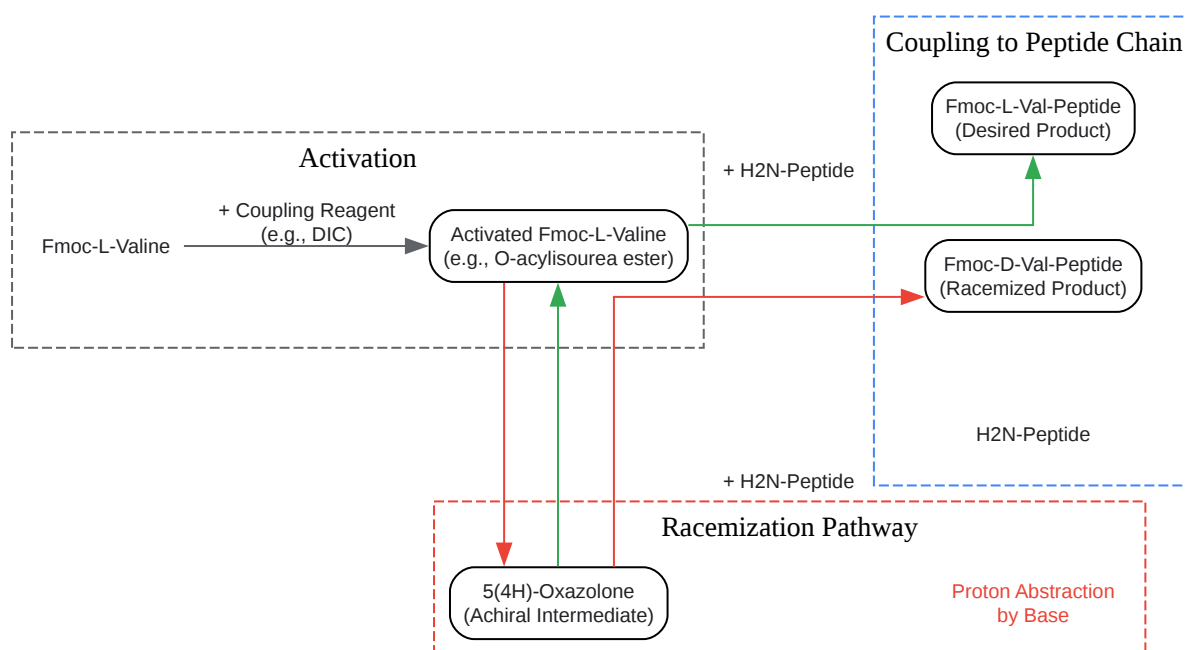 Coupling to Peptide Chain
Fmoc-L-Val-Peptide
(Desired Product)
Activation
+ H2N-Peptide
+ Coupling Reagent
(e.g., DIC)
Fmoc-L-Valine
Activated Fmoc-L-Valine
(e.g., O-acylisourea ester)
Fmoc-D-Val-Peptide
(Racemized Product)
H2N-Peptide
+ H2N-Peptide
Racemization Pathway
5(4H)-Oxazolone
(Achiral Intermediate)
Proton Abstraction
by Base